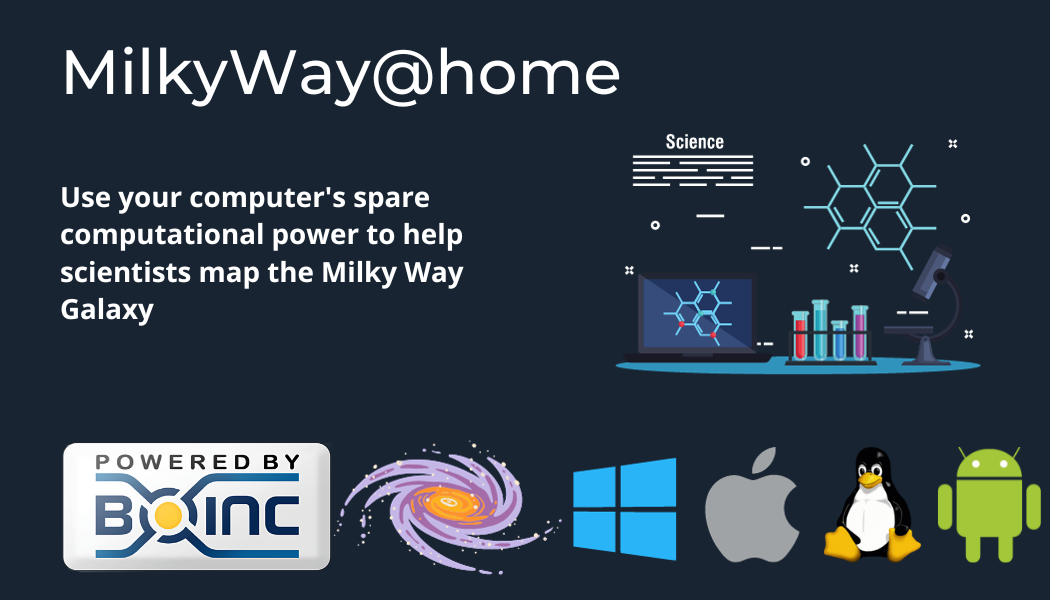 MilkyWay@home
Science
Use your computer's spare
computational power to help
scientists map the Milky Way
Galaxy
POWERED BY
BOINC